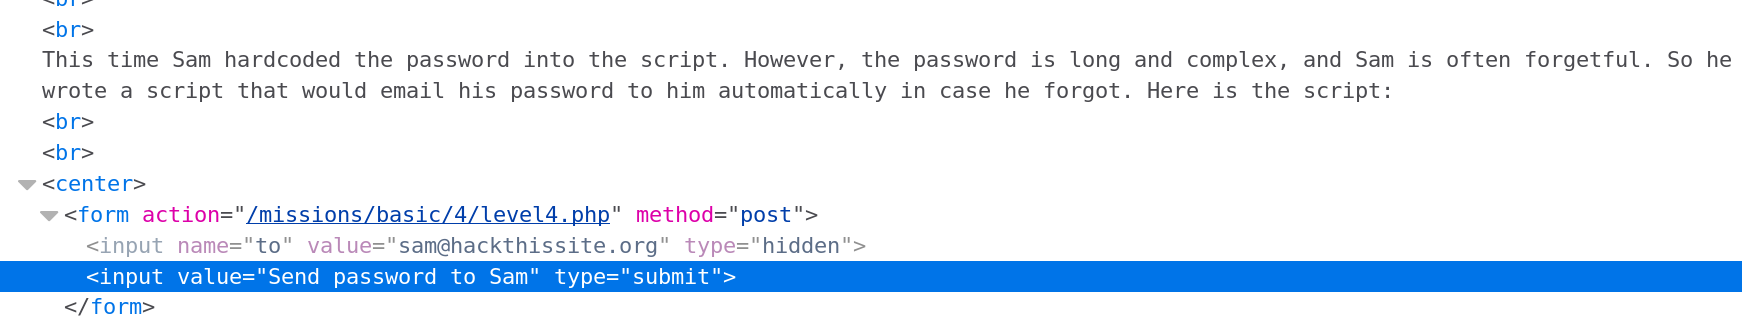 <br>
<br>
This time Sam hardcoded the password into the script. However, the password is long and complex, and Sam is often forgetful. So he
wrote a script that would email his password to him automatically in case he forgot. Here is the script:
<br>
<br>
<center>
<form action="/missions/basic/4/level4.php" method="post">
<input name="to" value="sam@hackthissite.org" type="hidden">
<input value="Send password to Sam" type="submit">
</form>